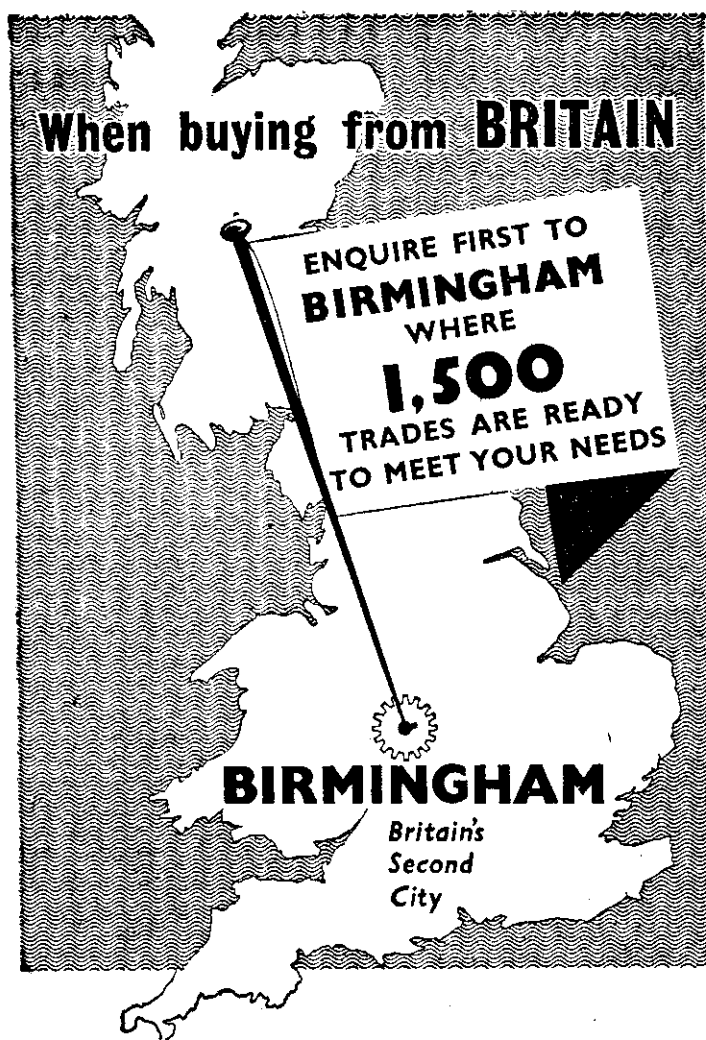 When buying from BRITAIN
ENQUIRE FIRST TO
BIRMINGHAM
WHERE
1,500
TRADES ARE READY
TO MEET YOUR NEEDS
BIRMINGHAM
Britain's
Second
City